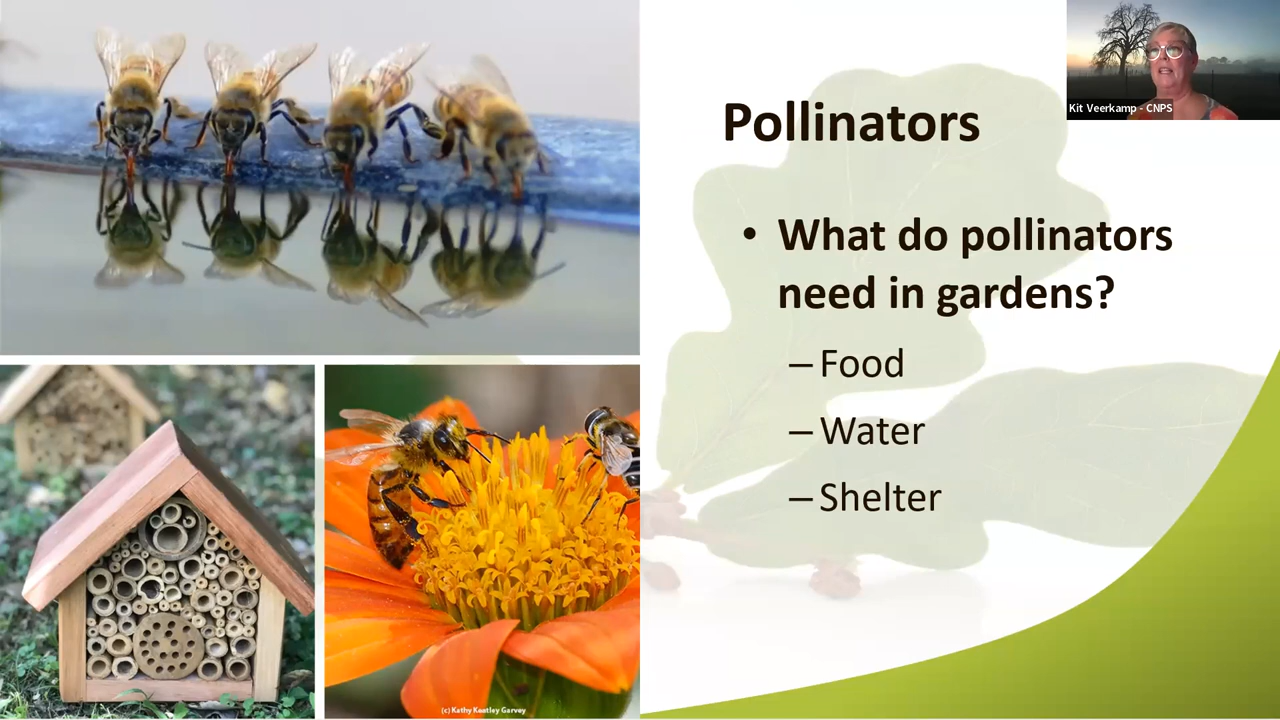 Pollinators
Kit Veerkamp - CNPS
• What do pollinators
need in gardens?
– Food
– Water
– Shelter
(c) Kathy Keatley Garvey